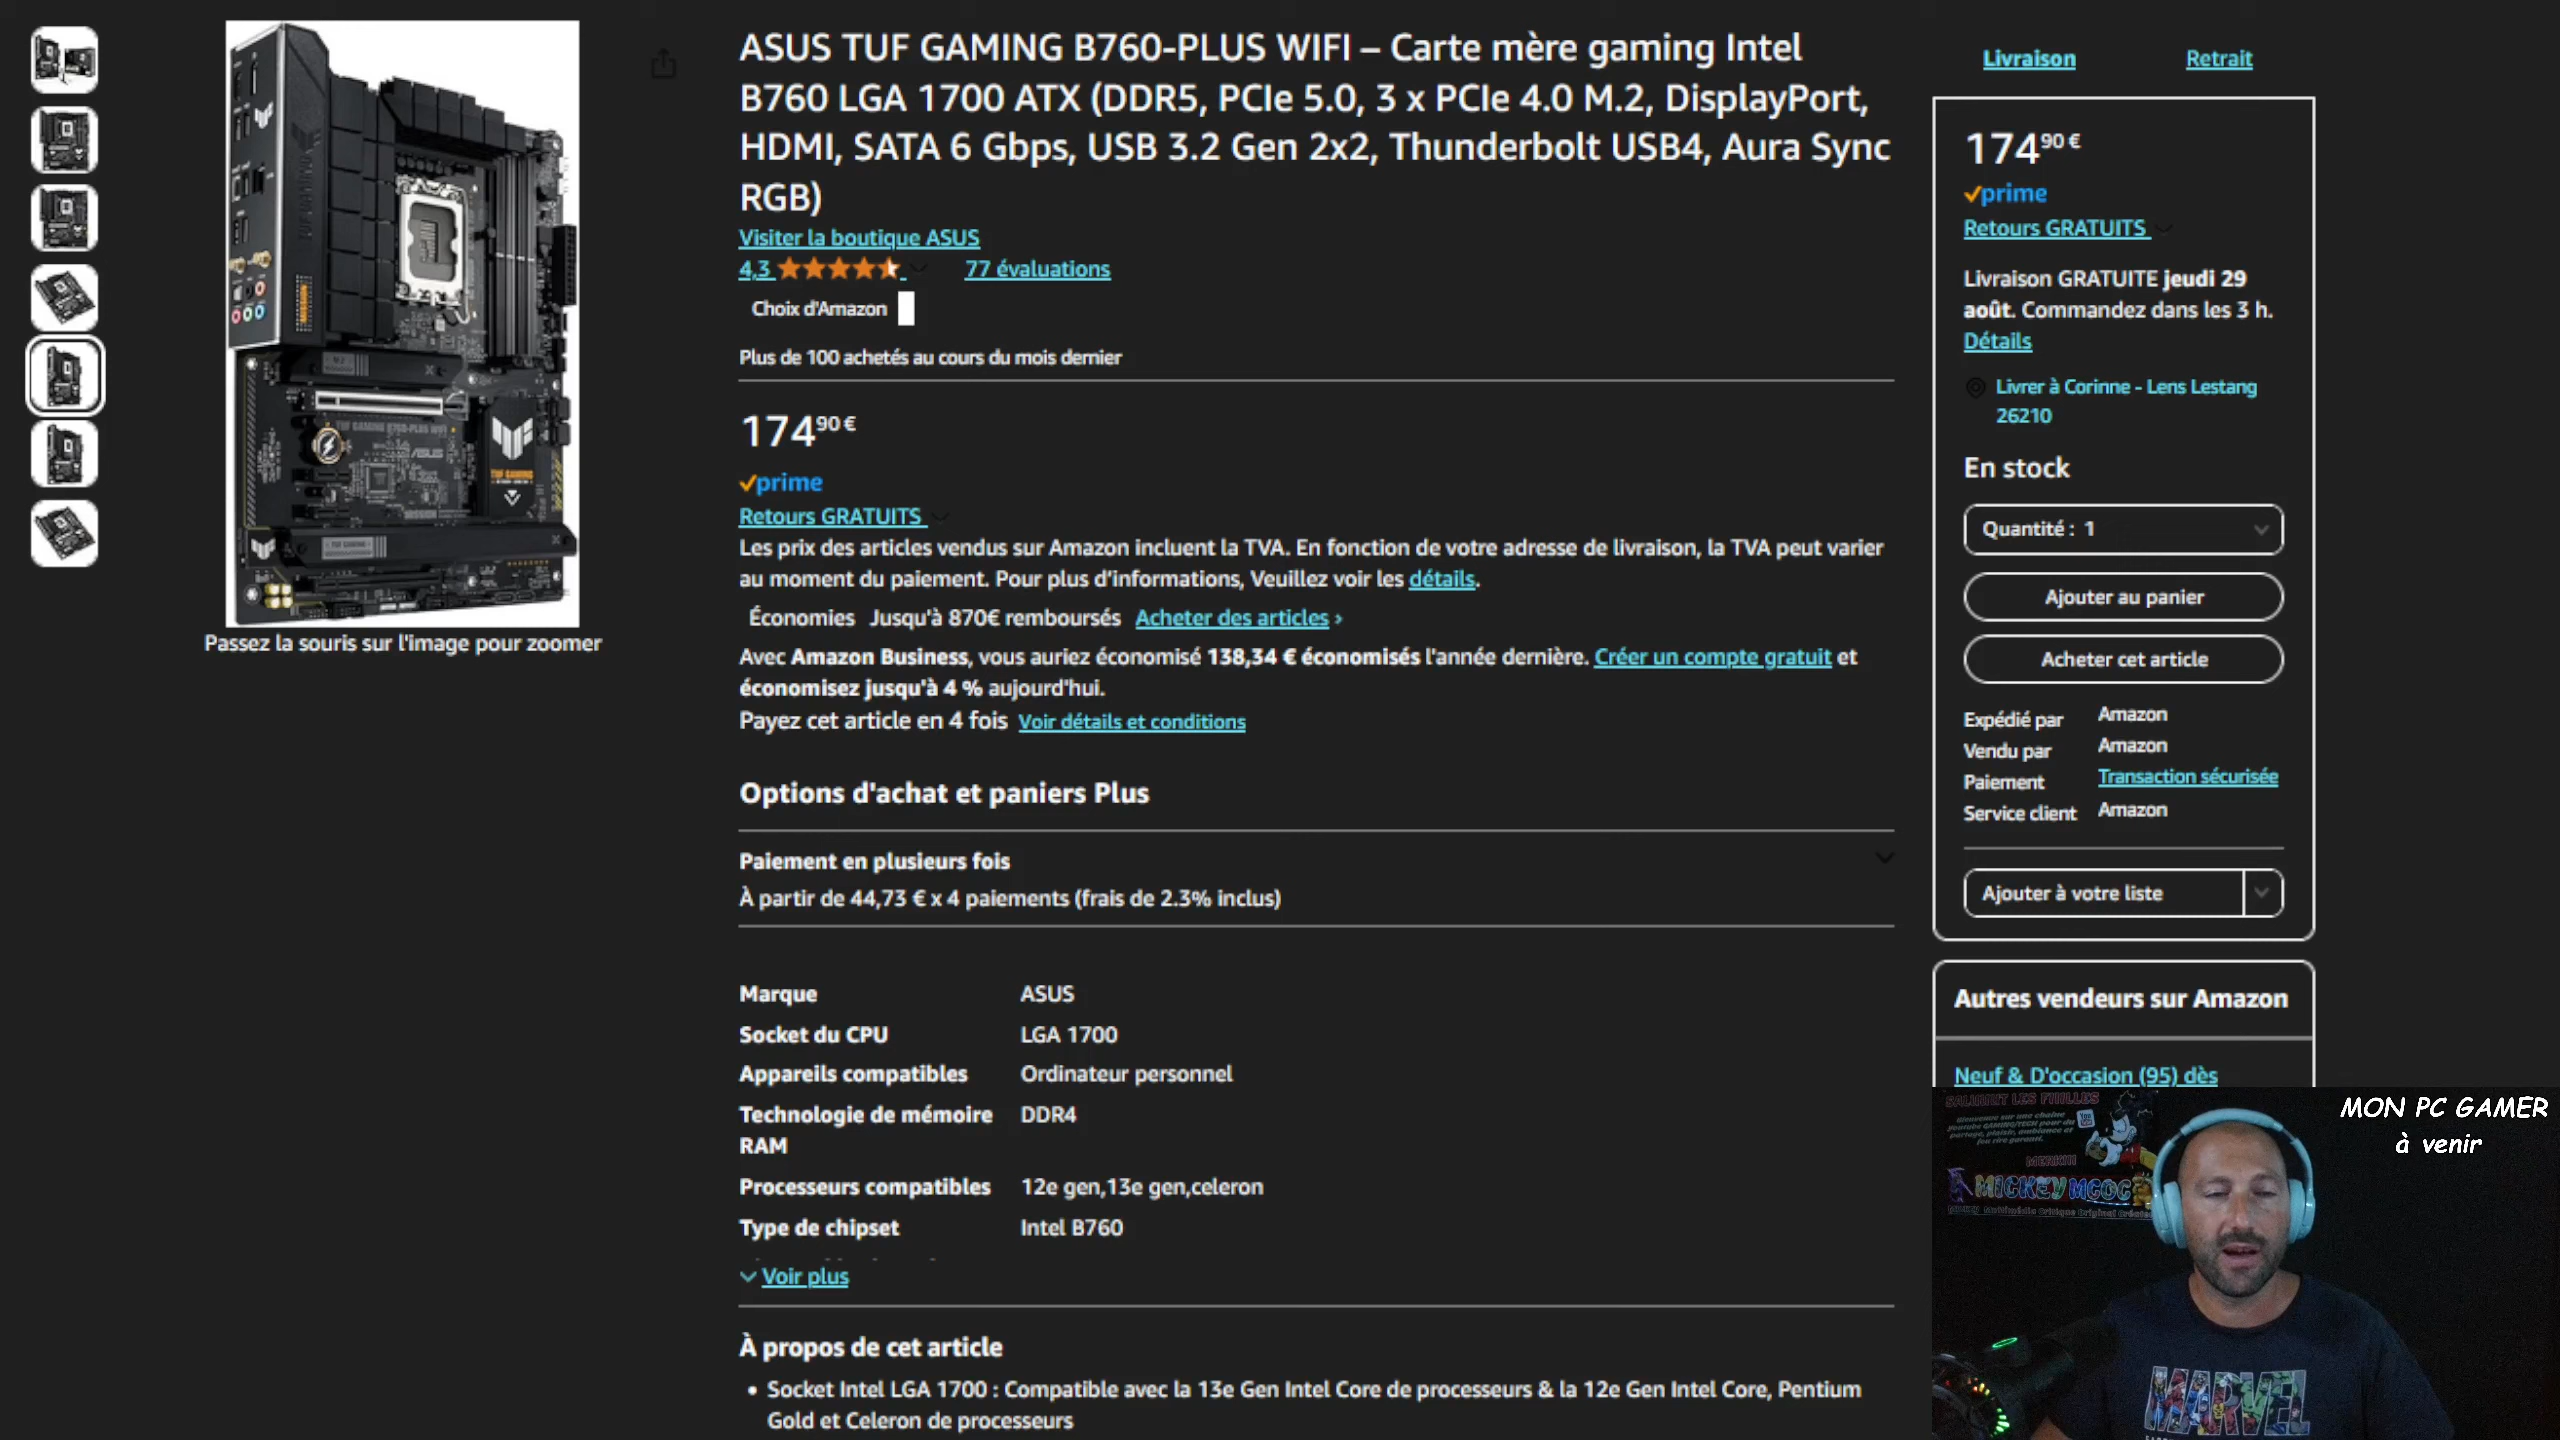 ASUS TUF GAMING B760-PLUS WIFI – Carte mère gaming Intel
B760 LGA 1700 ATX (DDR5, PCIe 5.0, 3 x PCIe 4.0 M.2, DisplayPort,
HDMI, SATA 6 Gbps, USB 3.2 Gen 2x2, Thunderbolt USB4, Aura Sync
RGB)
Visiter la boutique ASUS
4,3 77 évaluations
Choix d'Amazon
Plus de 100 achetés au cours du mois dernier
174⁹⁰€
prime
Retours GRATUITS
Les prix des articles vendus sur Amazon incluent la TVA. En fonction de votre adresse de livraison, la TVA peut varier
au moment du paiement. Pour plus d'informations, Veuillez voir les détails.
Économies Jusqu'à 870€ remboursés Acheter des articles ›
Avec Amazon Business, vous auriez économisé 138,34 € économisés l'année dernière. Créer un compte gratuit et
économisez jusqu'à 4 % aujourd'hui.
Payez cet article en 4 fois Voir détails et conditions
Options d'achat et paniers Plus
Paiement en plusieurs fois
À partir de 44,73 € x 4 paiements (frais de 2.3% inclus)
Marque ASUS
Socket du CPU LGA 1700
Appareils compatibles Ordinateur personnel
Technologie de mémoire DDR4
RAM
Processeurs compatibles 12e gen,13e gen,celeron
Type de chipset Intel B760
Voir plus
À propos de cet article
• Socket Intel LGA 1700 : Compatible avec la 13e Gen Intel Core de processeurs & la 12e Gen Intel Core, Pentium
Gold et Celeron de processeurs
Passez la souris sur l'image pour zoomer
TUF GAMING B760-PLUS WIFI
ASUS
TUF GAMING
Livraison Retrait
174⁹⁰€
prime
Retours GRATUITS
Livraison GRATUITE jeudi 29
août. Commandez dans les 3 h.
Détails
Livrer à Corinne - Lens Lestang
26210
En stock
Quantité : 1
Ajouter au panier
Acheter cet article
Expédié par Amazon
Vendu par Amazon
Paiement Transaction sécurisée
Service client Amazon
Ajouter à votre liste
Autres vendeurs sur Amazon
Neuf & D'occasion (95) dès
MON PC GAMER
à venir
MICKEY MCOC
MARVEL